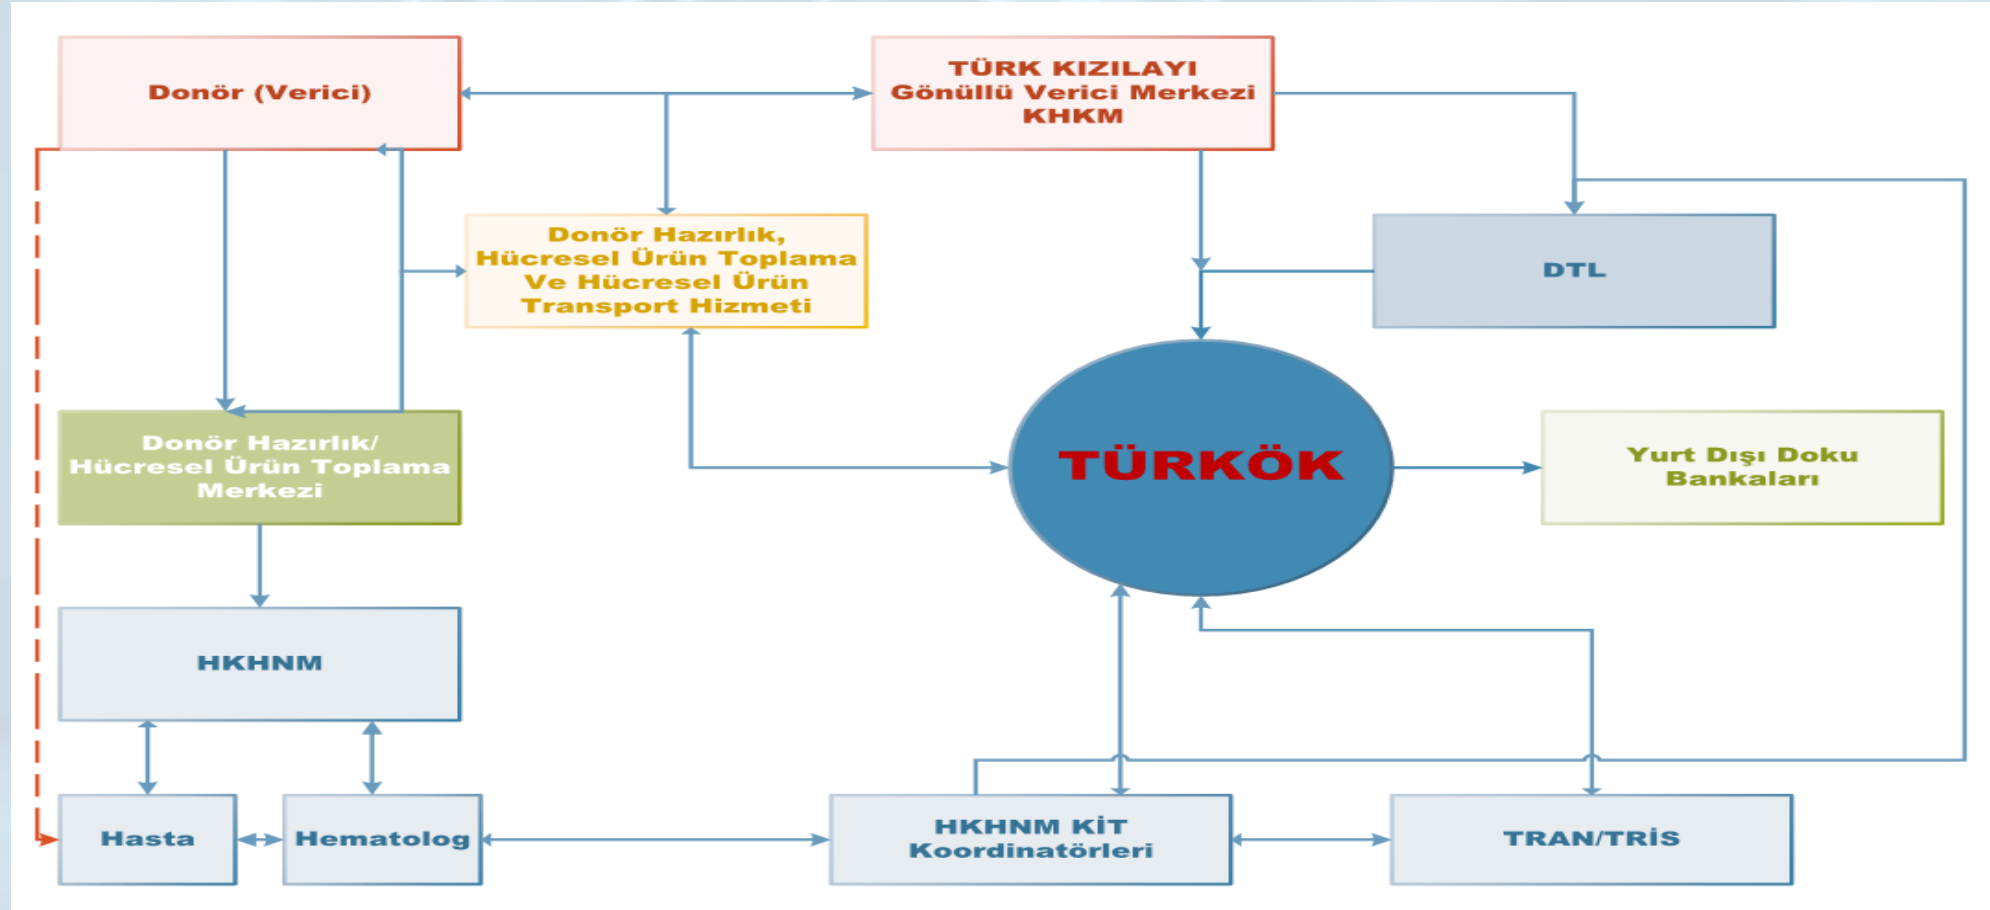 Donör (Verici)
TÜRK KIZILAYI
Gönüllü Verici Merkezi
KHKM
Donör Hazırlık,
Hücresel Ürün Toplama
Ve Hücresel Ürün
Transport Hizmeti
DTL
Donör Hazırlık/
Hücresel Ürün Toplama
Merkezi
TÜRKÖK
Yurt Dışı Doku
Bankaları
HKHNM
Hasta
Hematolog
HKHNM KİT
Koordinatörleri
TRAN/TRİS